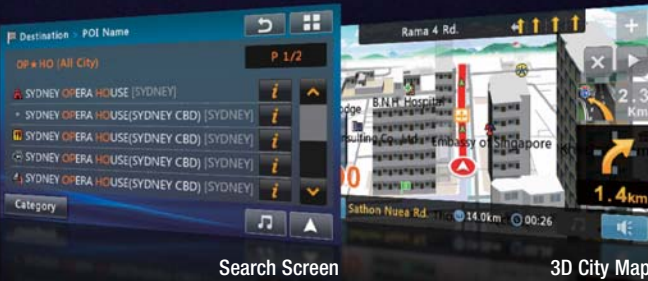 Destination > POI Name
OP★HO (All City)
P 1/2
SYDNEY OPERA HOUSE [SYDNEY]
i
SYDNEY OPERA HOUSE(SYDNEY CBD) [SYDNEY]
i
SYDNEY OPERA HOUSE(SYDNEY CBD) [SYDNEY]
i
SYDNEY OPERA HOUSE(SYDNEY CBD) [SYDNEY]
i
SYDNEY OPERA HOUSE(SYDNEY CBD) [SYDNEY]
i
Category
Search Screen
Rama 4 Rd.
B.N.H. Hospital
Embassy of Singapore
2.3
Km
1.4km
Sathon Nuea Rd.
14.0km
00:26
3D City Map